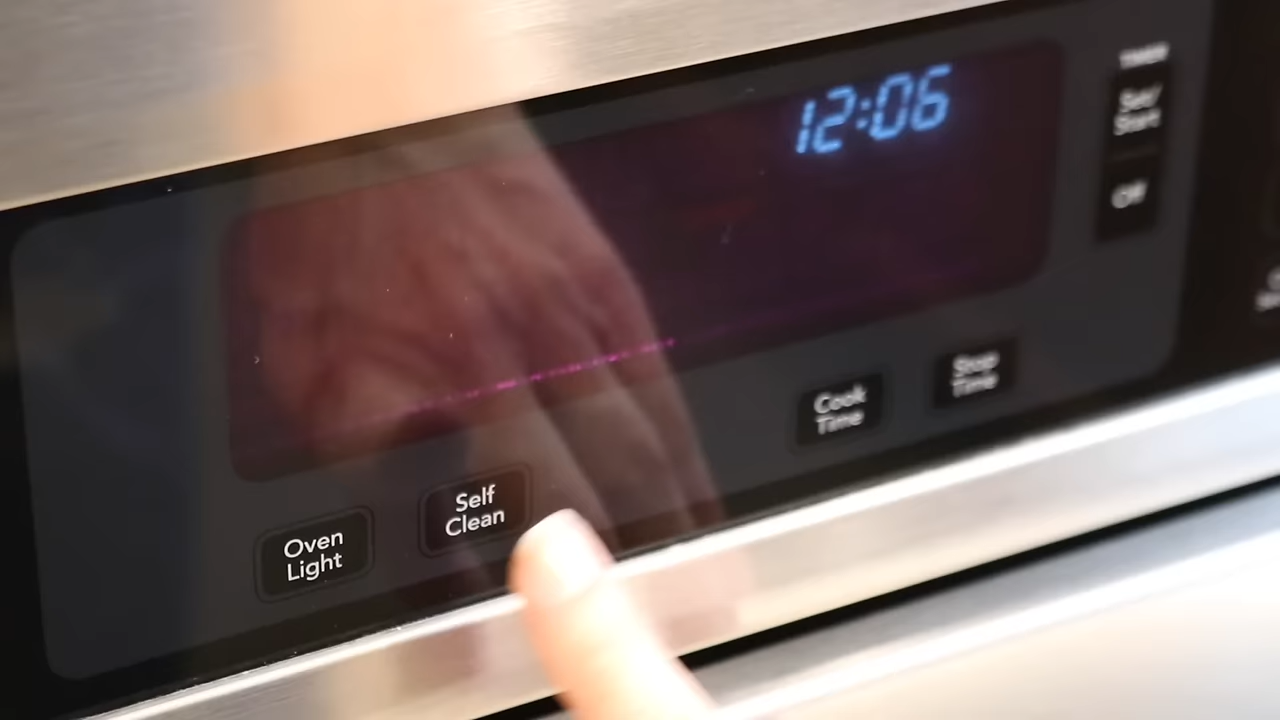 12:06
TIMER
Set/
Start
Off
Cook
Time
Stop
Time
Self
Clean
Oven
Light